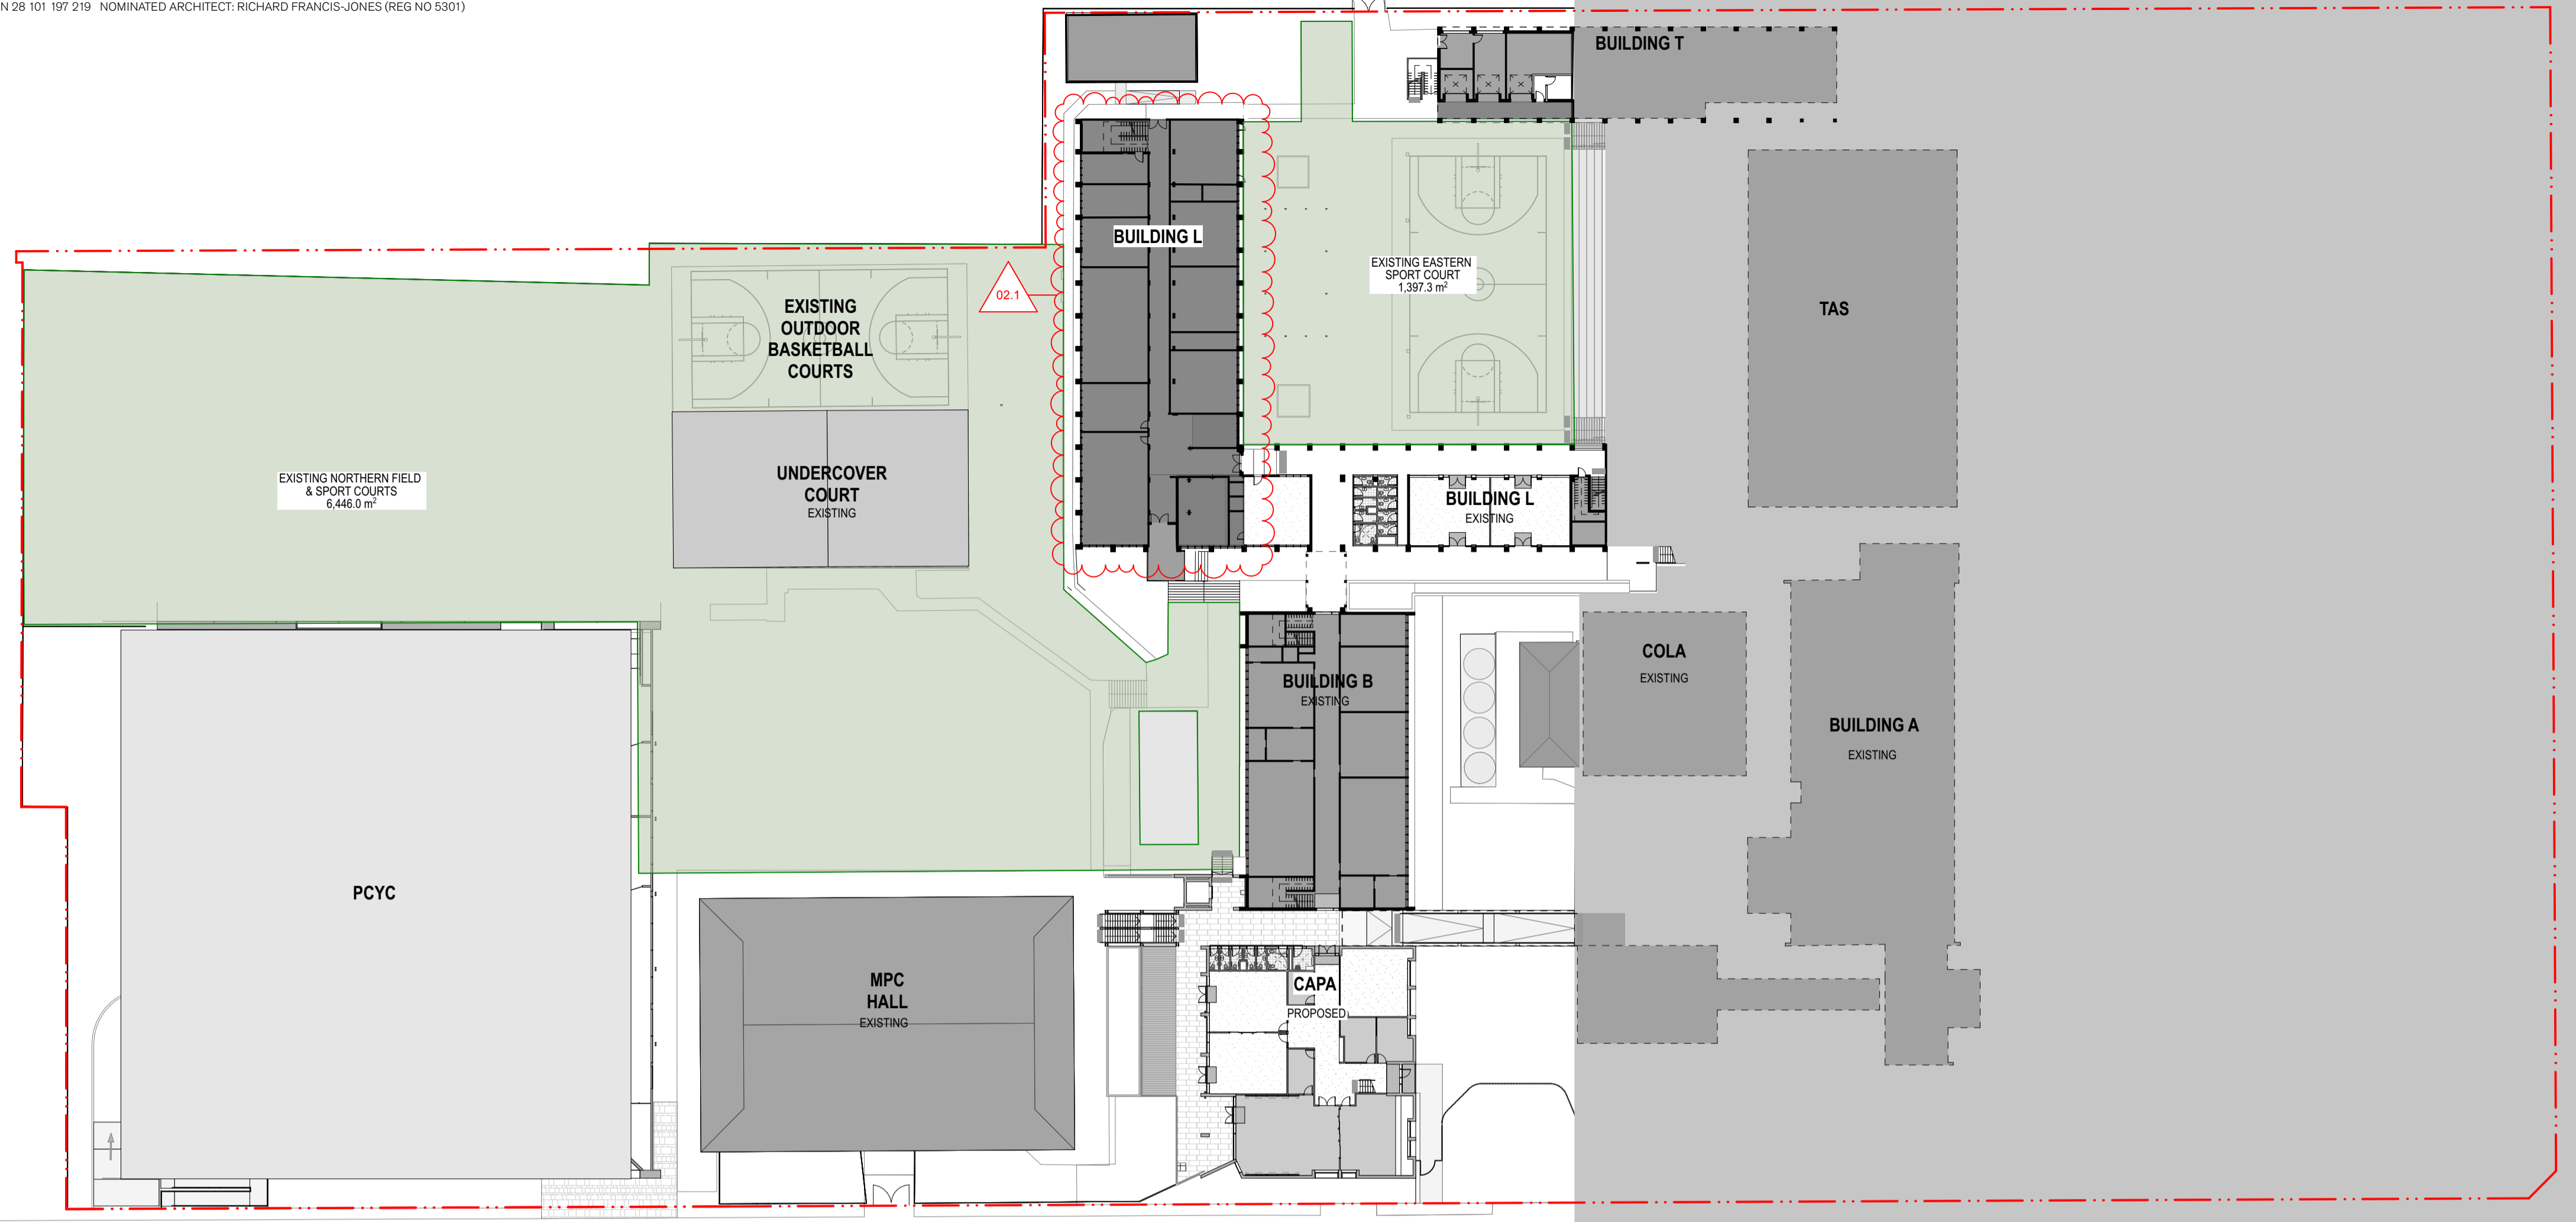 N 28 101 197 219 NOMINATED ARCHITECT: RICHARD FRANCIS-JONES (REG NO 5301)
BUILDING T
BUILDING L
EXISTING EASTERN
SPORT COURT
1,397.3 m²
02.1
TAS
EXISTING
OUTDOOR
BASKETBALL
COURTS
EXISTING NORTHERN FIELD
& SPORT COURTS
6,446.0 m²
UNDERCOVER
COURT
EXISTING
BUILDING L
EXISTING
BUILDING B
EXISTING
COLA
EXISTING
BUILDING A
EXISTING
PCYC
MPC
HALL
EXISTING
CAPA
PROPOSED